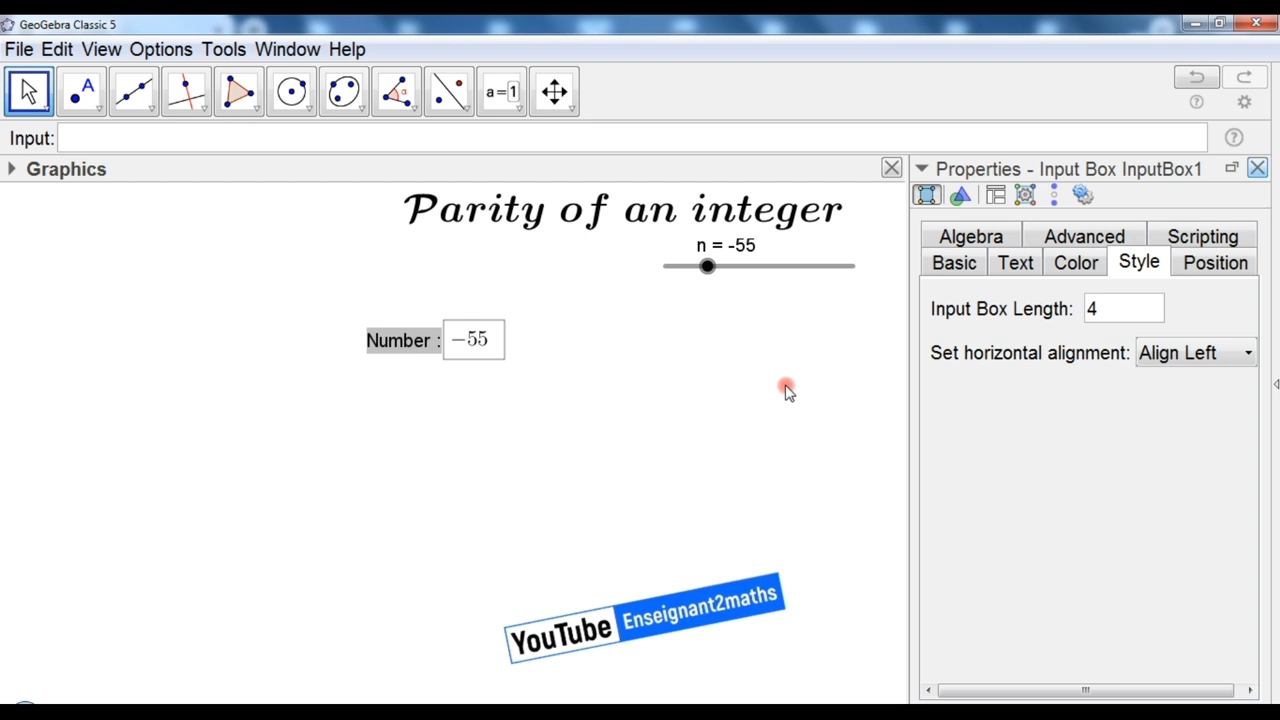 GeoGebra Classic 5
File Edit View Options Tools Window Help
A
a=1
Input:
Graphics
Properties - Input Box InputBox1
Parity of an integer
n = -55
Number : −55
Algebra Advanced Scripting
Basic Text Color Style Position
Input Box Length: 4
Set horizontal alignment: Align Left
YouTube Enseignant2maths